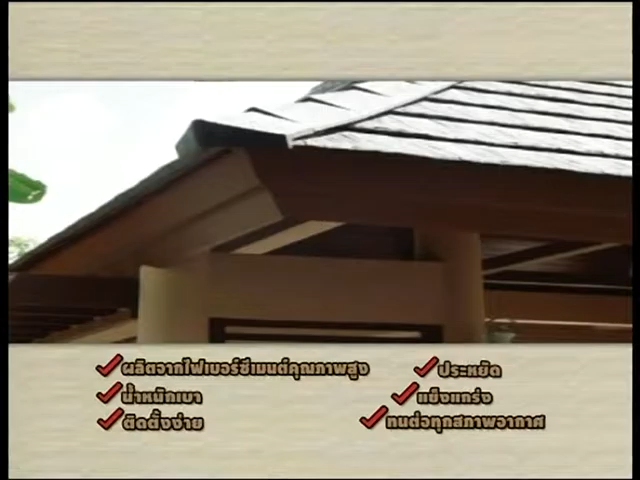 ผลิตจากไฟเบอร์ซีเมนต์คุณภาพสูง
น้ำหนักเบา
ติดตั้งง่าย
ประหยัด
แข็งแกร่ง
ทนต่อทุกสภาพอากาศ